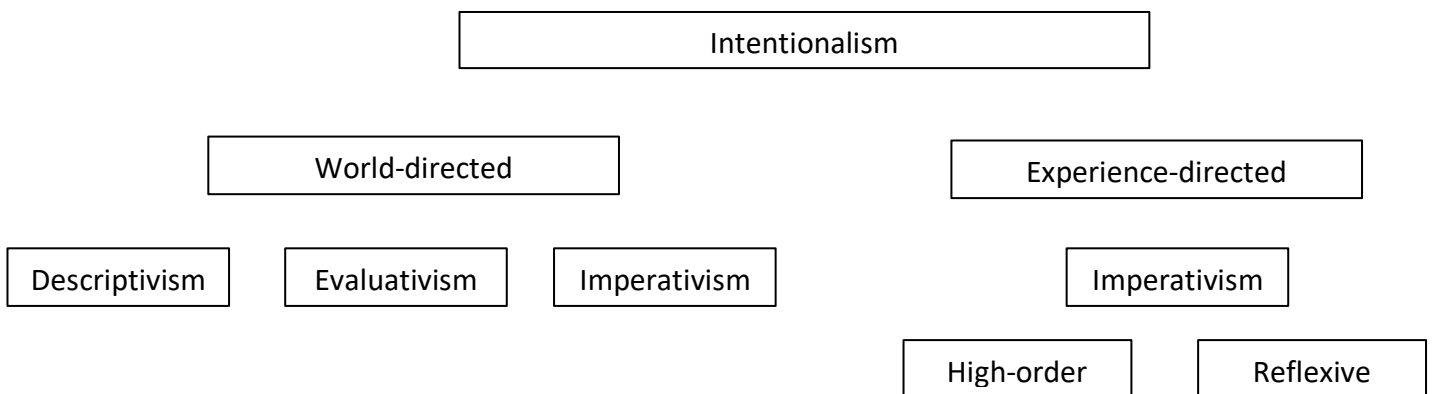 Intentionalism
World-directed
Experience-directed
Descriptivism
Evaluativism
Imperativism
Imperativism
High-order
Reflexive